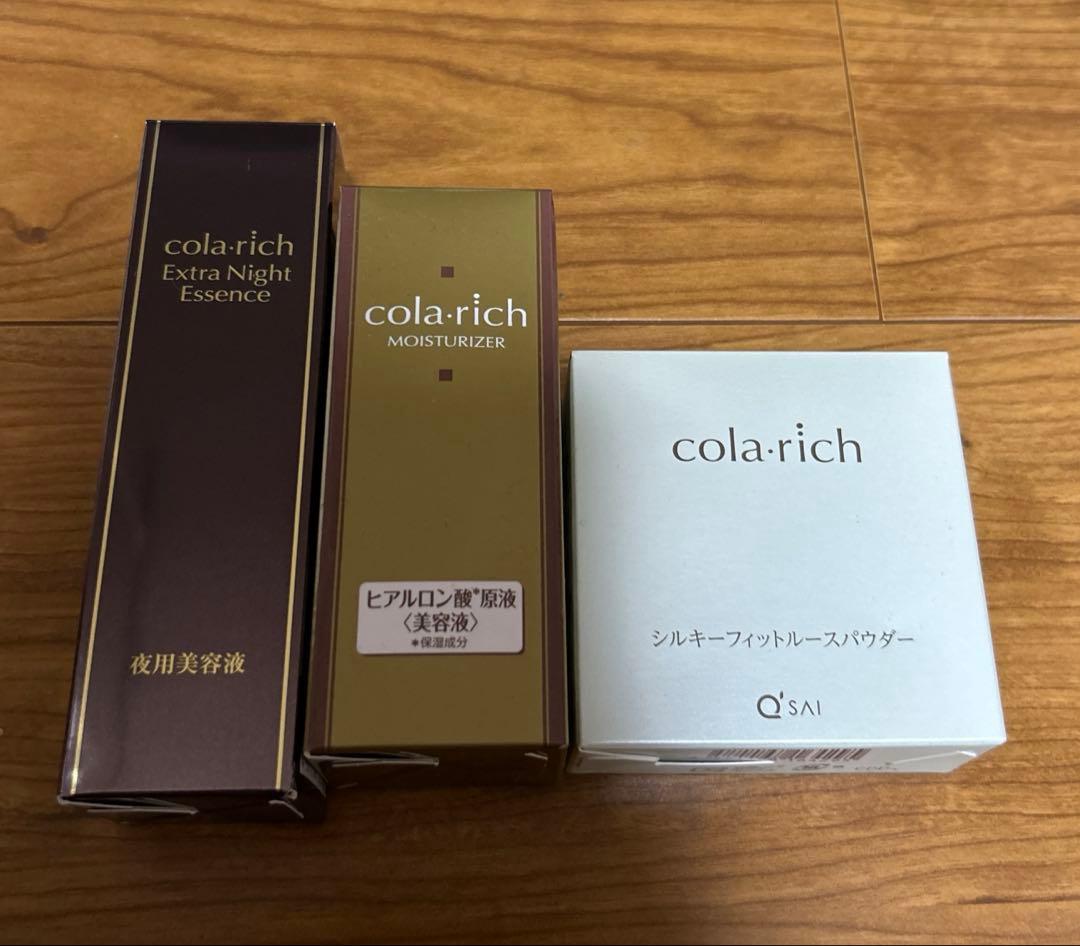 cola·rich
Extra Night
Essence
夜用美容液
cola·rich
MOISTURIZER
ヒアルロン酸*原液
〈美容液〉
*保湿成分
cola·rich
シルキーフィットルースパウダー
Q'SAI